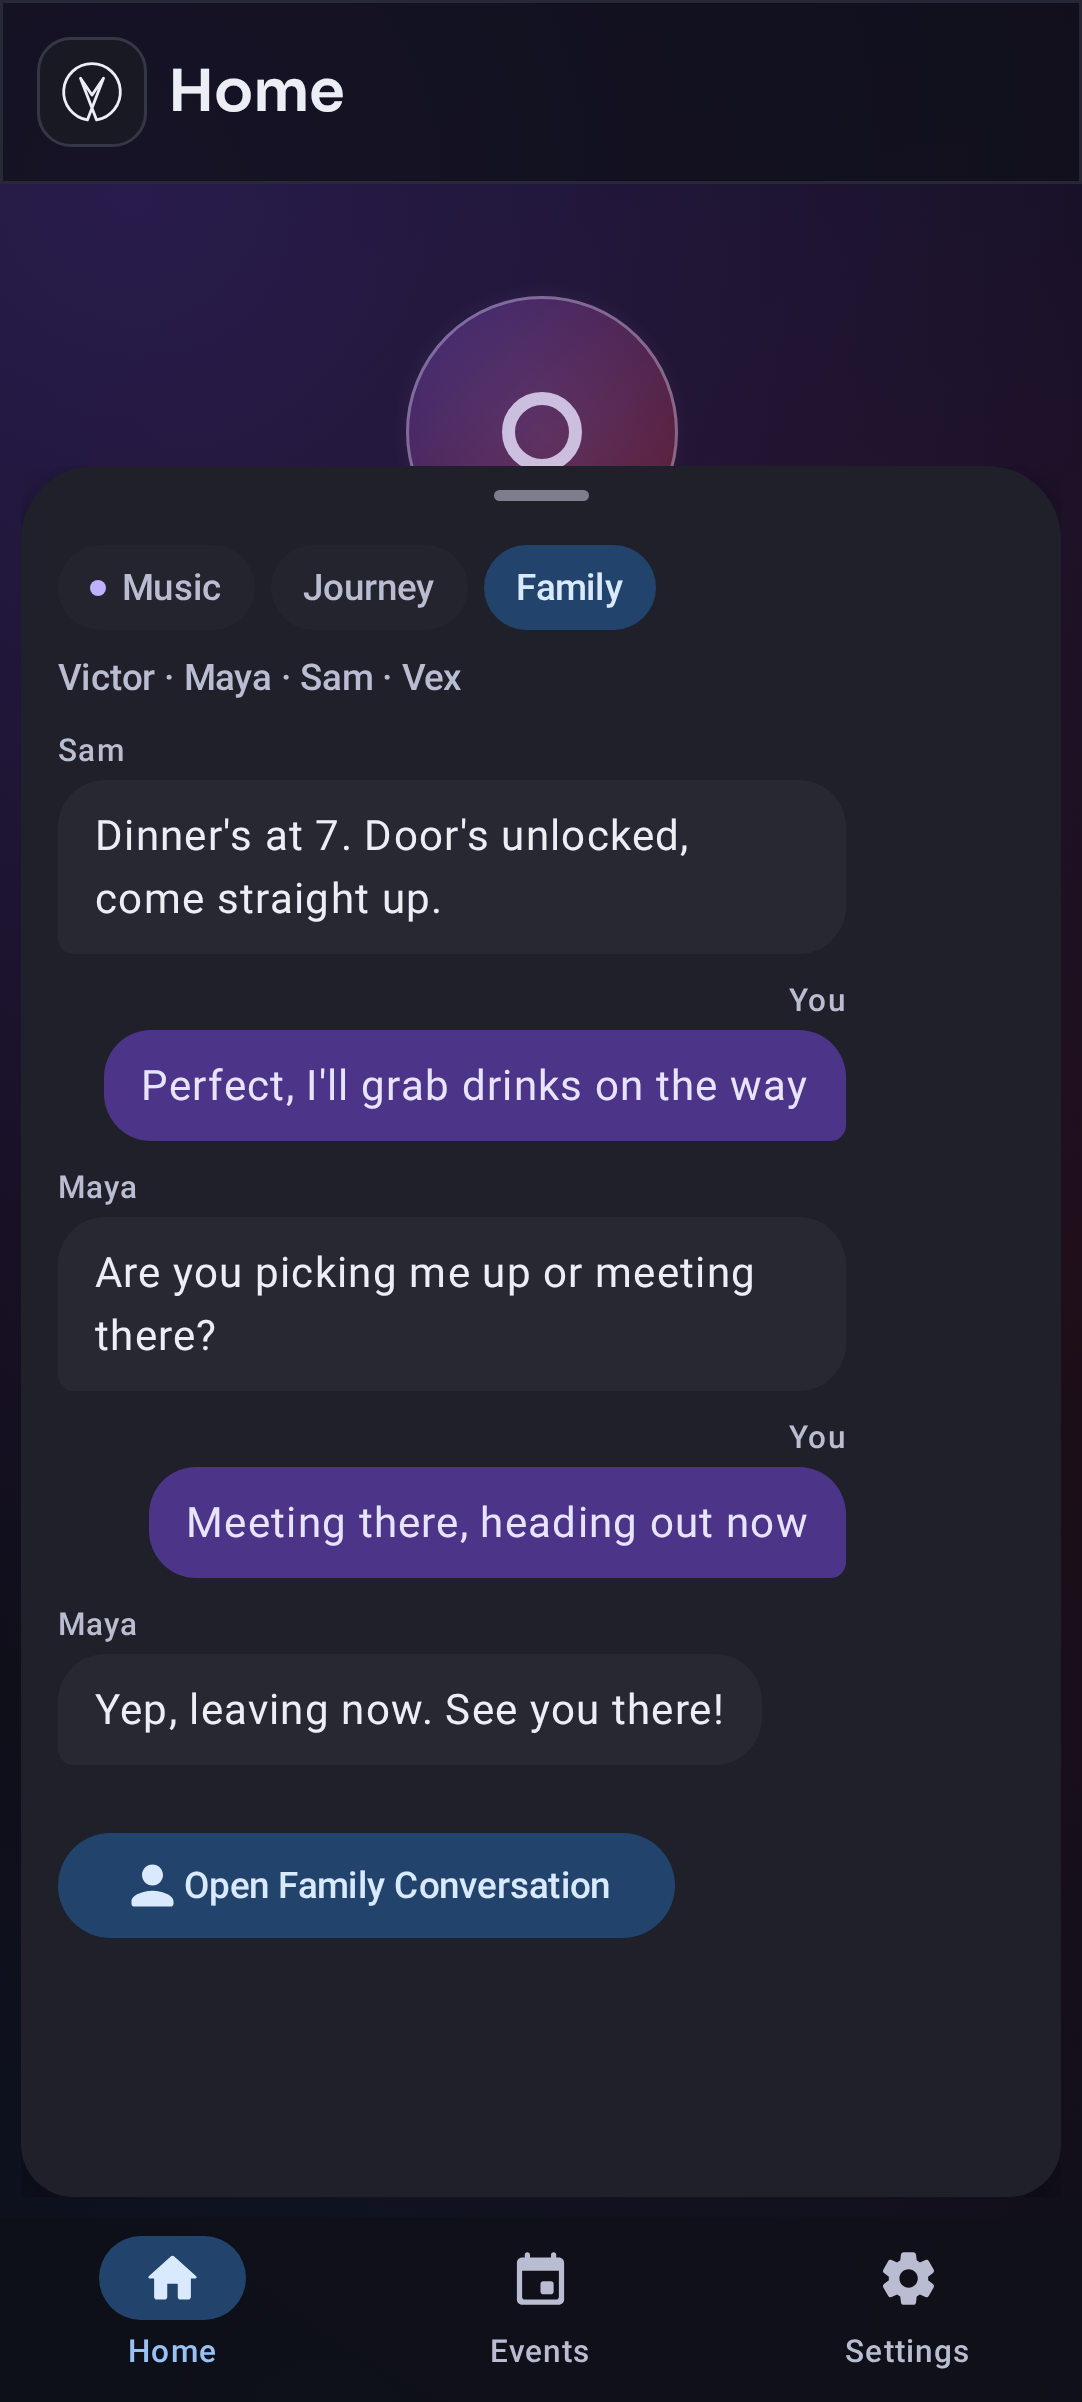 Home
Music
Journey
Family
Victor · Maya · Sam · Vex
Sam
Dinner's at 7. Door's unlocked,
come straight up.
You
Perfect, I'll grab drinks on the way
Maya
Are you picking me up or meeting
there?
You
Meeting there, heading out now
Maya
Yep, leaving now. See you there!
Open Family Conversation
Home
Events
Settings